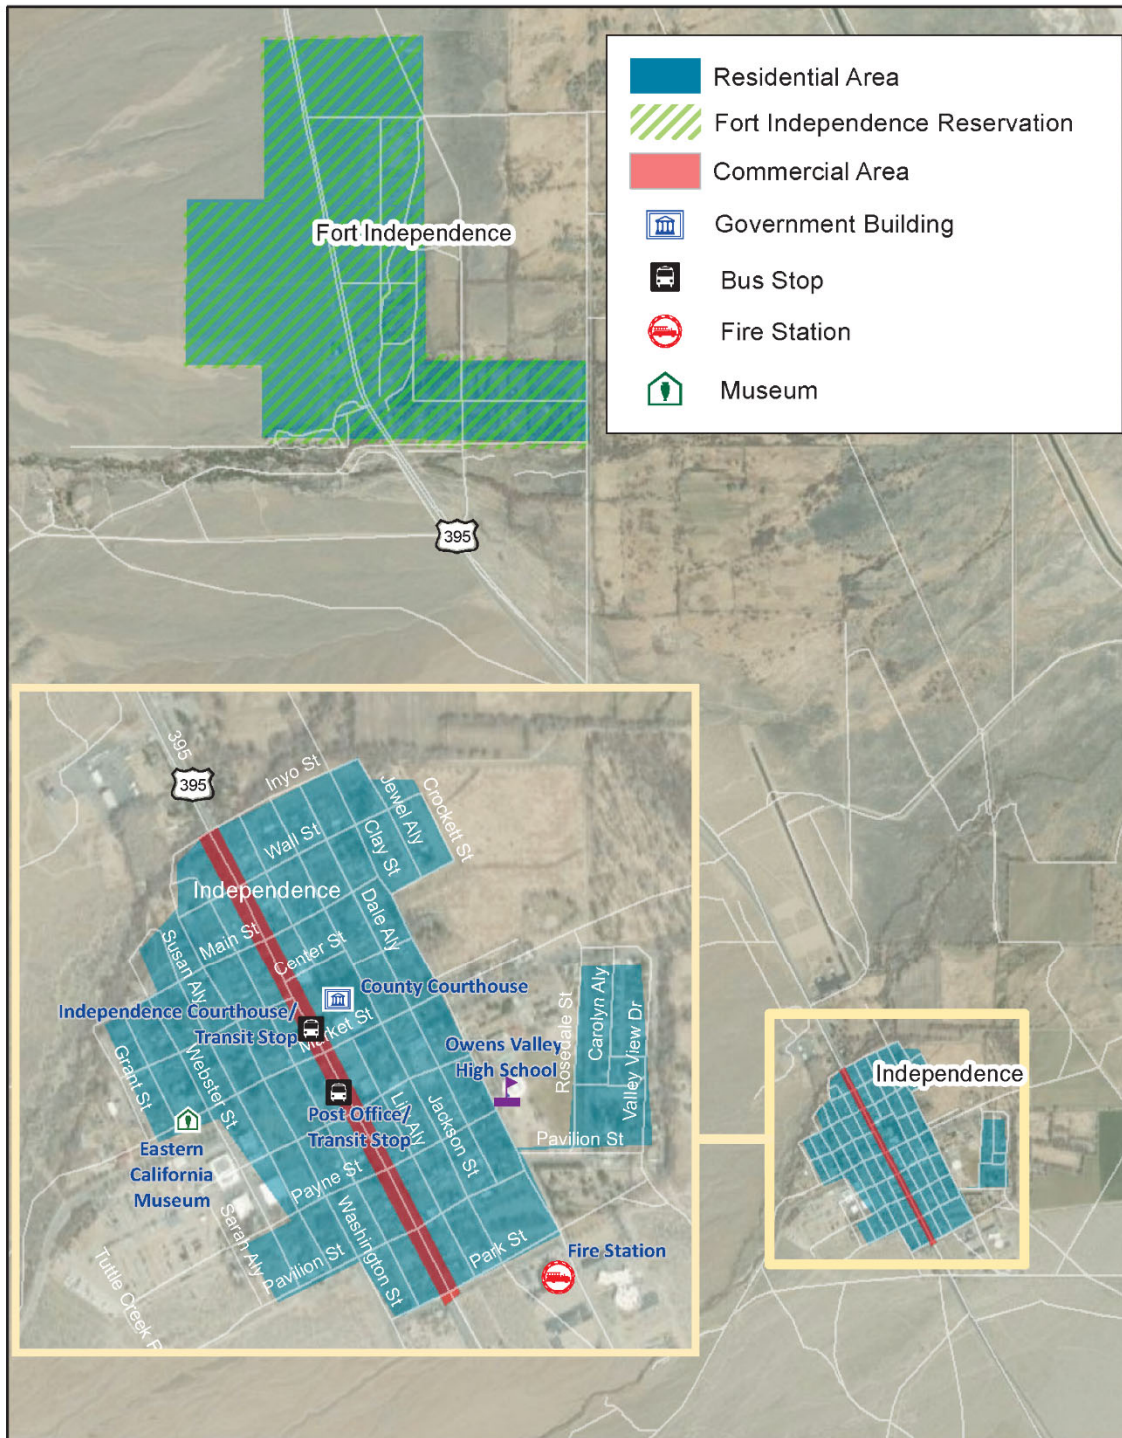 Residential Area
Fort Independence Reservation
Commercial Area
Government Building
Bus Stop
Fire Station
Museum
Fort Independence
395
395
395
Inyo St
Jewel Aly
Crockett St
Wall St
Clay St
Independence
Dale Aly
Susan Aly
Main St
Center St
County Courthouse
Independence Courthouse/
Transit Stop
Market St
Owens Valley
High School
Rosedale St
Carolyn Aly
Valley View Dr
Grant St
Webster St
Post Office/
Transit Stop
Jackson St
Pavilion St
Eastern
California
Museum
Payne St
Washington St
Sarah Aly
Pavilion St
Park St
Fire Station
Independence